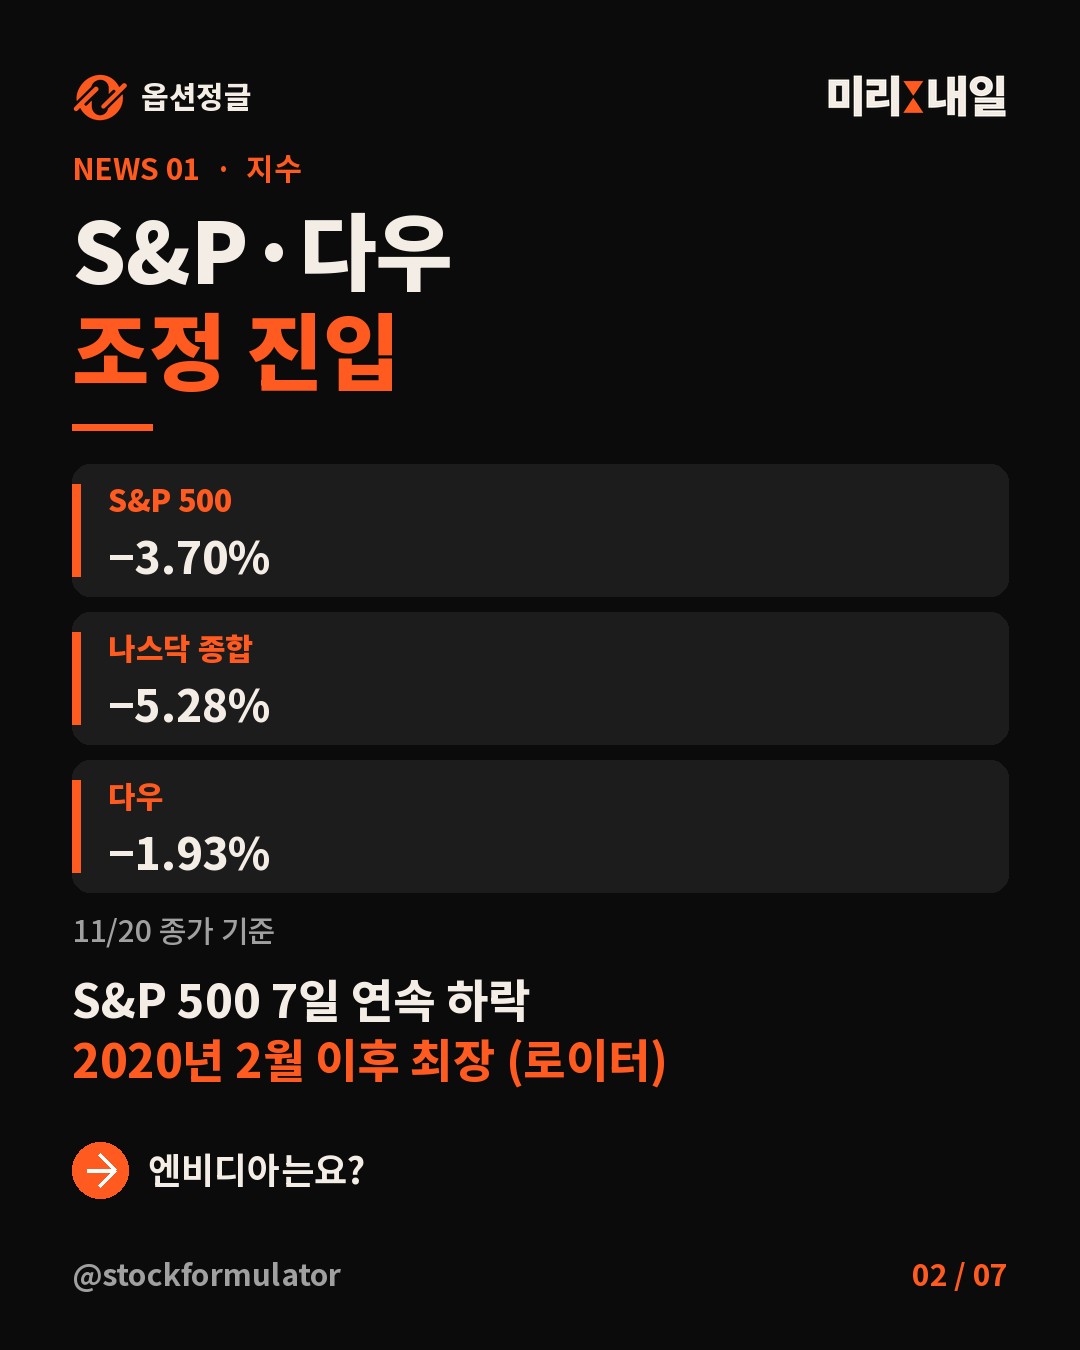 옵션정글
미리내일
NEWS 01 · 지수
S&P·다우
조정 진입
S&P 500
−3.70%
나스닥 종합
−5.28%
다우
−1.93%
11/20 종가 기준
S&P 500 7일 연속 하락
2020년 2월 이후 최장 (로이터)
엔비디아는요?
@stockformulator
02 / 07